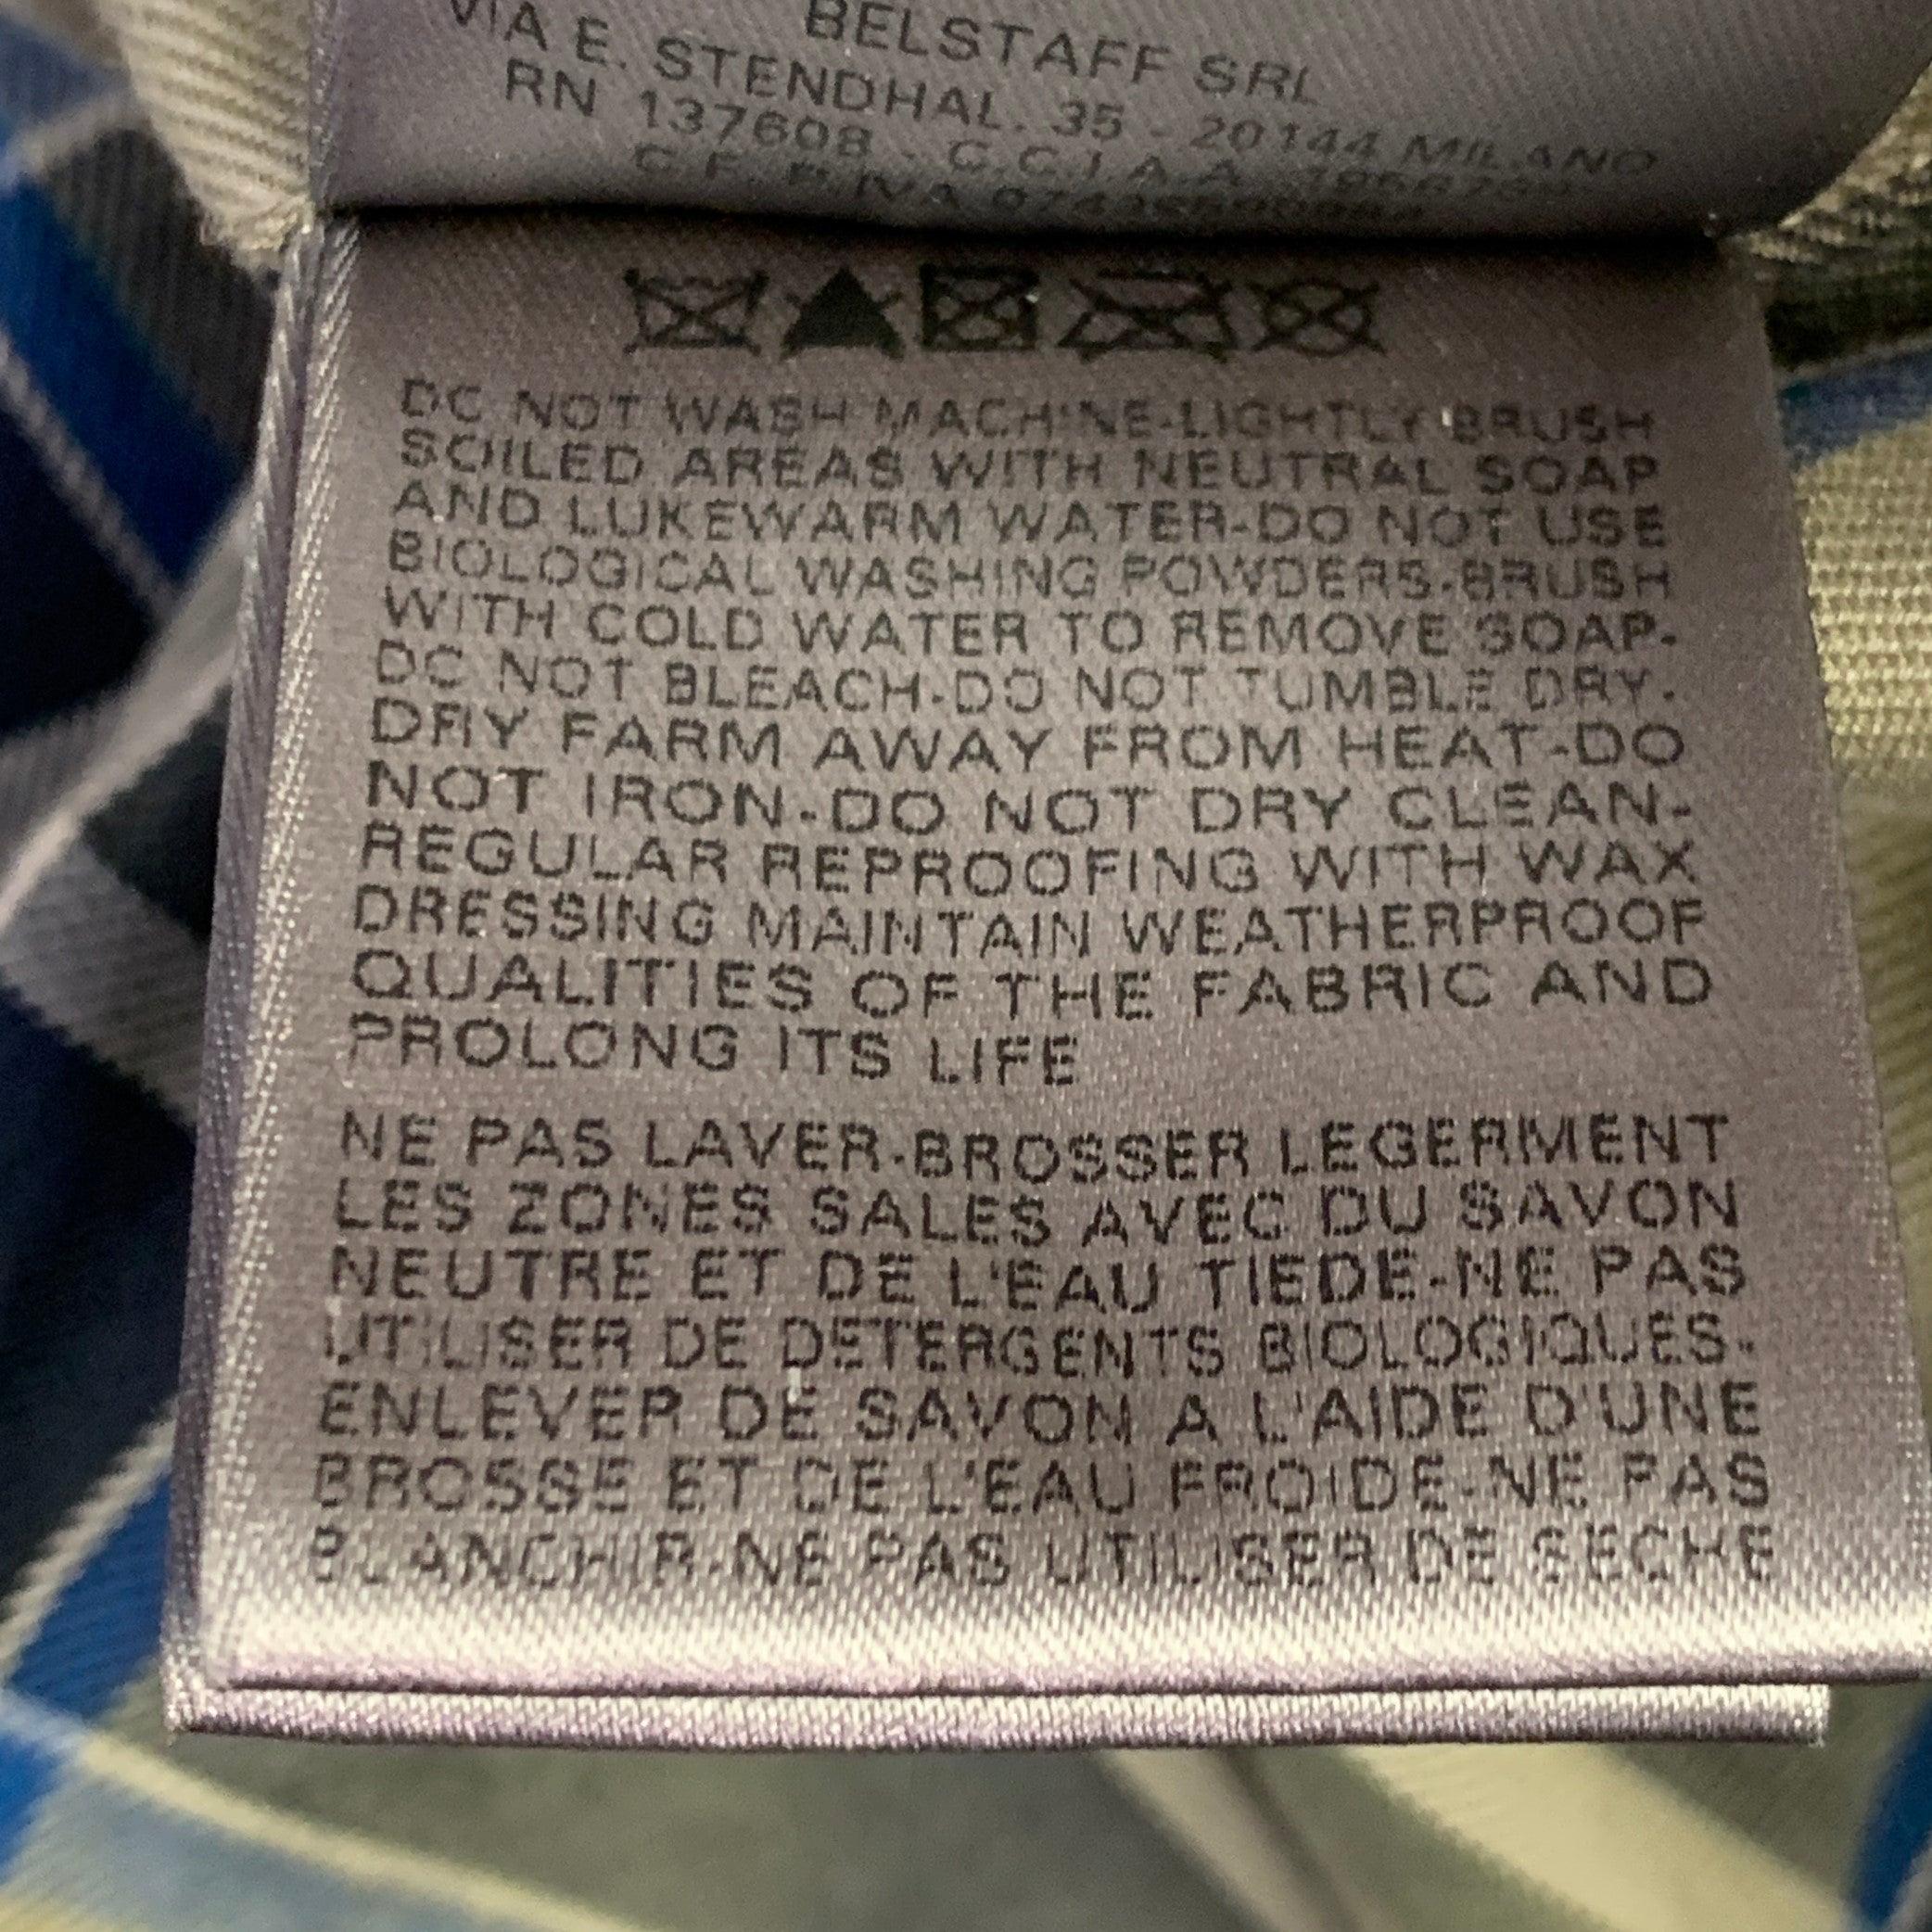 BELSTAFF SRL
VIA E. STENDHAL. 35 - 20144 MILANO
RN 137608 - C.C.I.A.A.
C.F. P.IVA
DO NOT WASH MACHINE-LIGHTLY BRUSH
SOILED AREAS WITH NEUTRAL SOAP
AND LUKEWARM WATER-DO NOT USE
BIOLOGICAL WASHING POWDERS-BRUSH
WITH COLD WATER TO REMOVE SOAP-
DO NOT BLEACH-DO NOT TUMBLE DRY-
DRY FARM AWAY FROM HEAT-DO
NOT IRON-DO NOT DRY CLEAN-
REGULAR REPROOFING WITH WAX
DRESSING MAINTAIN WEATHERPROOF
QUALITIES OF THE FABRIC AND
PROLONG ITS LIFE
NE PAS LAVER-BROSSER LEGERMENT
LES ZONES SALES AVEC DU SAVON
NEUTRE ET DE L'EAU TIEDE-NE PAS
UTILISER DE DETERGENTS BIOLOGIQUES-
ENLEVER DE SAVON A L'AIDE D'UNE
BROSSE ET DE L'EAU FROIDE-NE PAS
BLANCHIR-NE PAS UTILISER DE SECHE